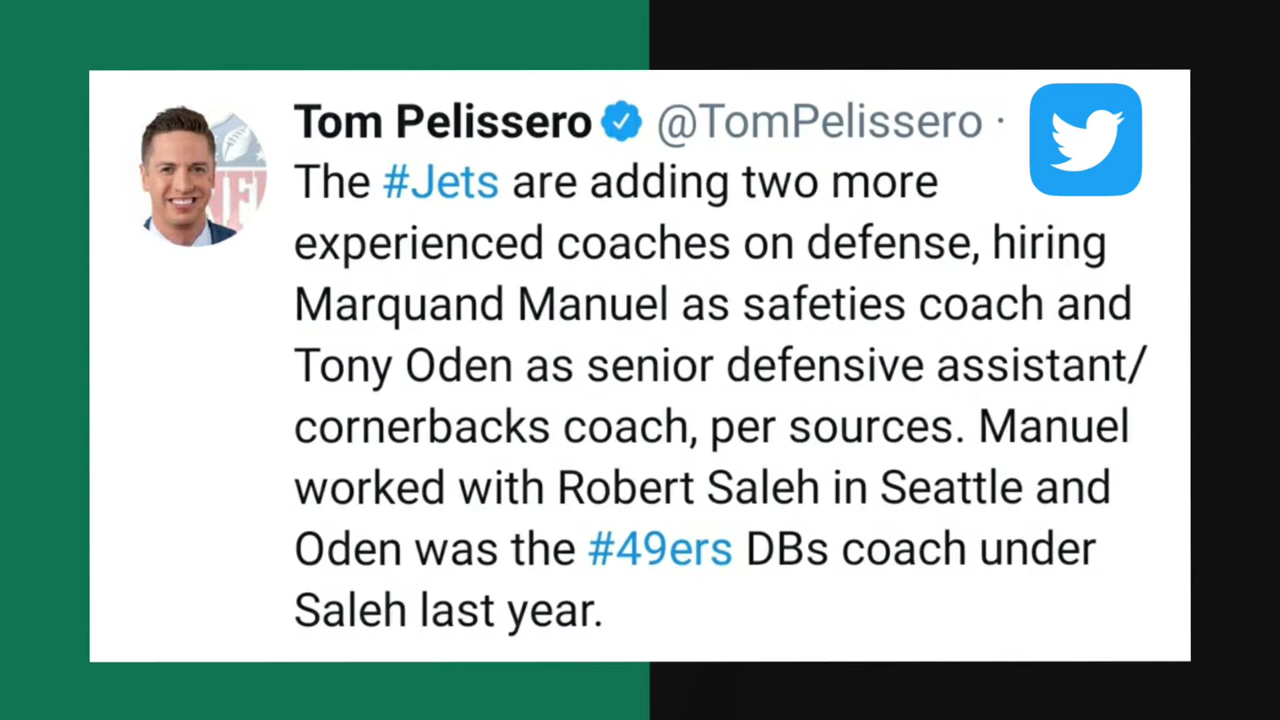 Tom Pelissero @TomPelissero ·
The #Jets are adding two more
experienced coaches on defense, hiring
Marquand Manuel as safeties coach and
Tony Oden as senior defensive assistant/
cornerbacks coach, per sources. Manuel
worked with Robert Saleh in Seattle and
Oden was the #49ers DBs coach under
Saleh last year.